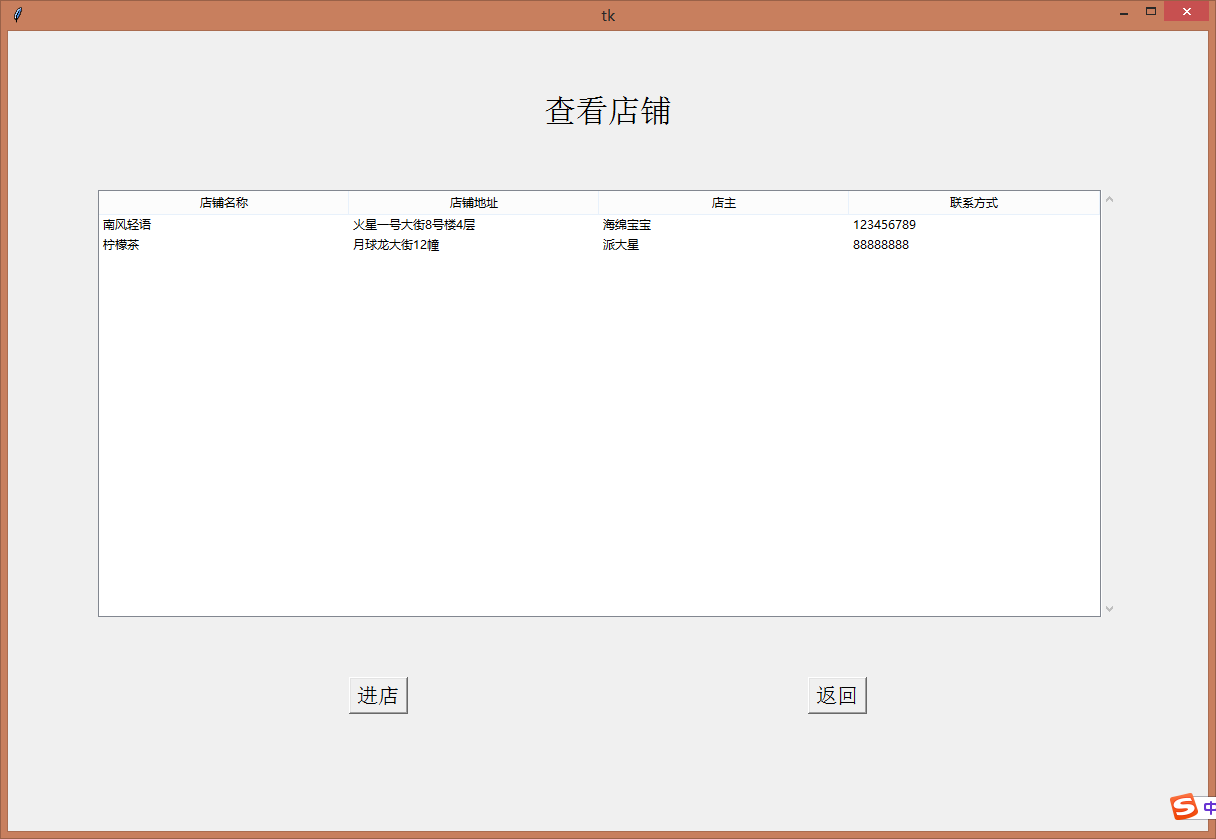 tk
查看店铺
店铺名称 店铺地址 店主 联系方式
南风轻语 火星一号大街8号楼4层 海绵宝宝 123456789
柠檬茶 月球龙大街12幢 派大星 88888888
进店 返回
S 中